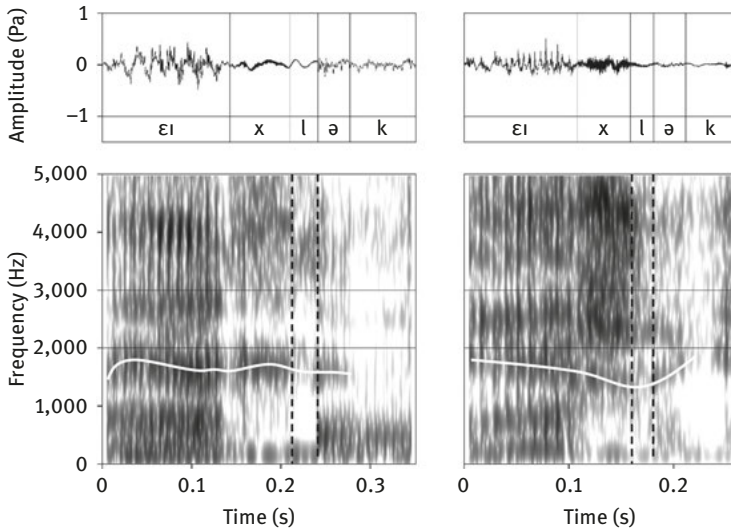 Amplitude (Pa)
1
0
−1
ɛɪ x l ə k
ɛɪ x l ə k
Frequency (Hz)
5,000
4,000
3,000
2,000
1,000
0
0 0.1 0.2 0.3
Time (s)
0 0.1 0.2
Time (s)